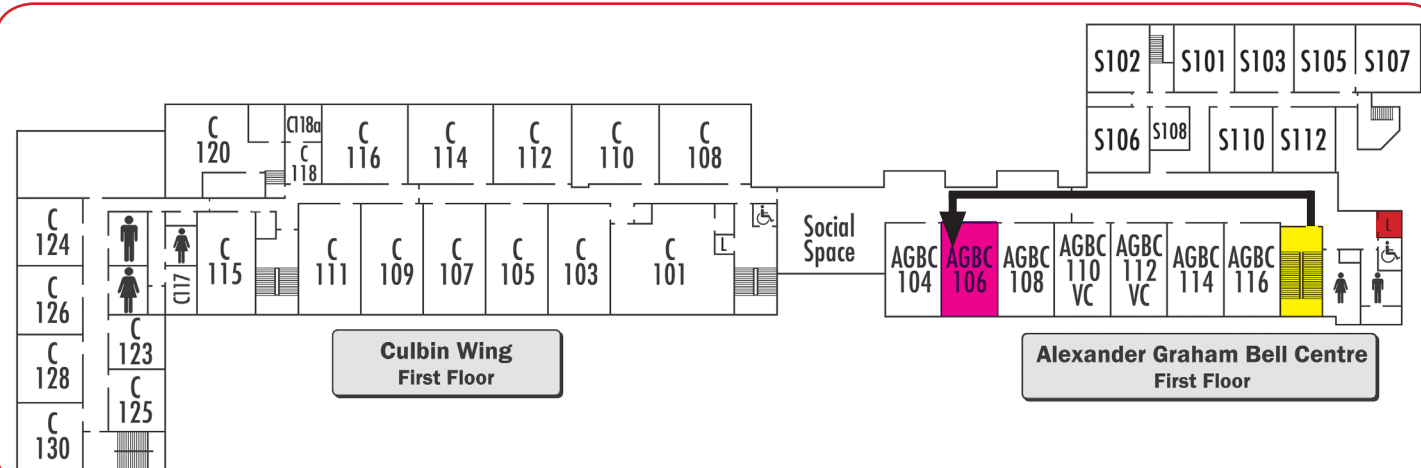 S102
S101
S103
S105
S107
S106
S108
S110
S112
C
120
C118a
C
118
C
116
C
114
C
112
C
110
C
108
C
124
C
126
C
128
C
130
C
123
C
125
C117
C
115
C
111
C
109
C
107
C
105
C
103
C
101
L
Social
Space
AGBC
104
AGBC
106
AGBC
108
AGBC
110
VC
AGBC
112
VC
AGBC
114
AGBC
116
L
Culbin Wing
First Floor
Alexander Graham Bell Centre
First Floor